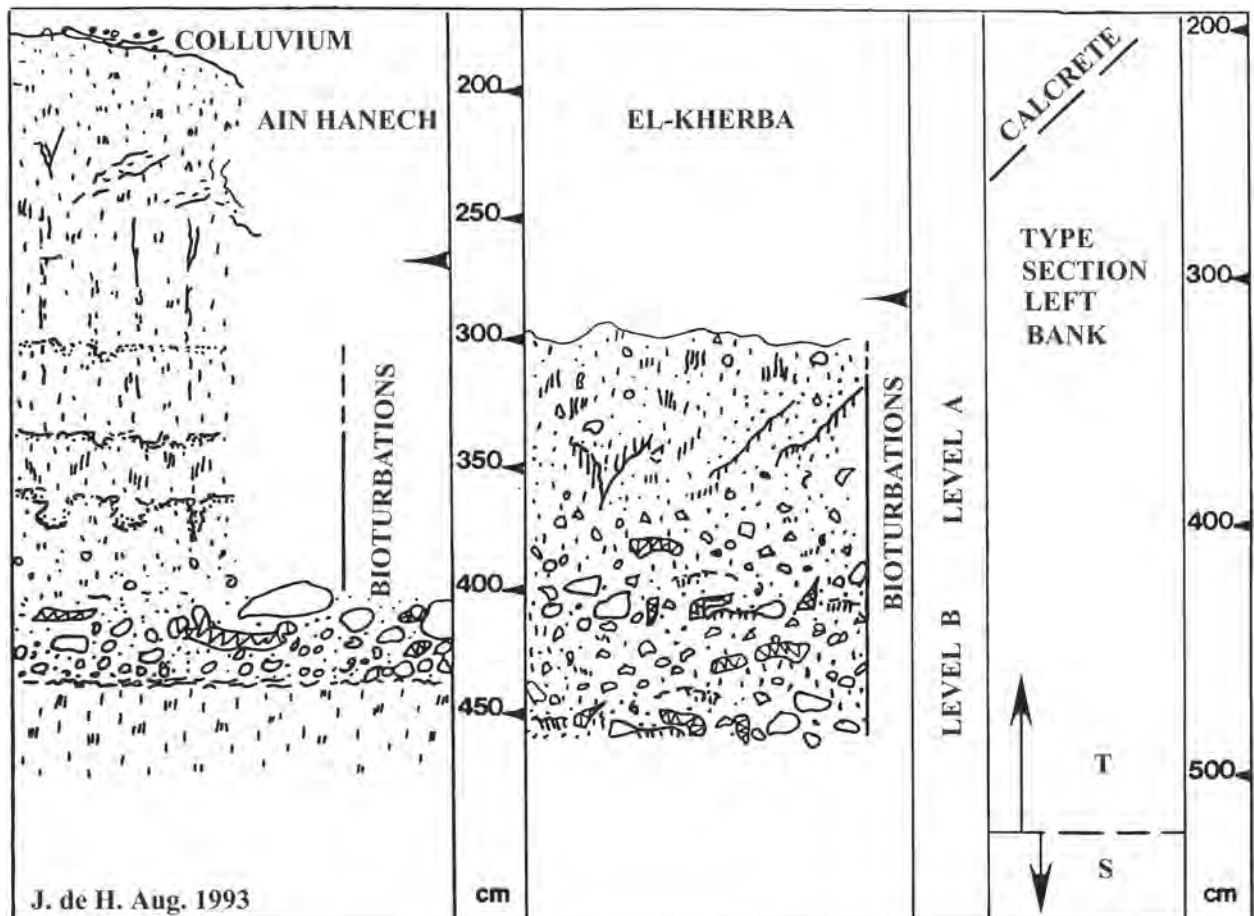 COLLUVIUM
AIN HANECH
BIOTURBATIONS
J. de H. Aug. 1993
200
250
300
350
400
450
cm
EL-KHERBA
BIOTURBATIONS
LEVEL A
LEVEL B
CALCRETE
TYPE
SECTION
LEFT
BANK
T
S
200
300
400
500
cm